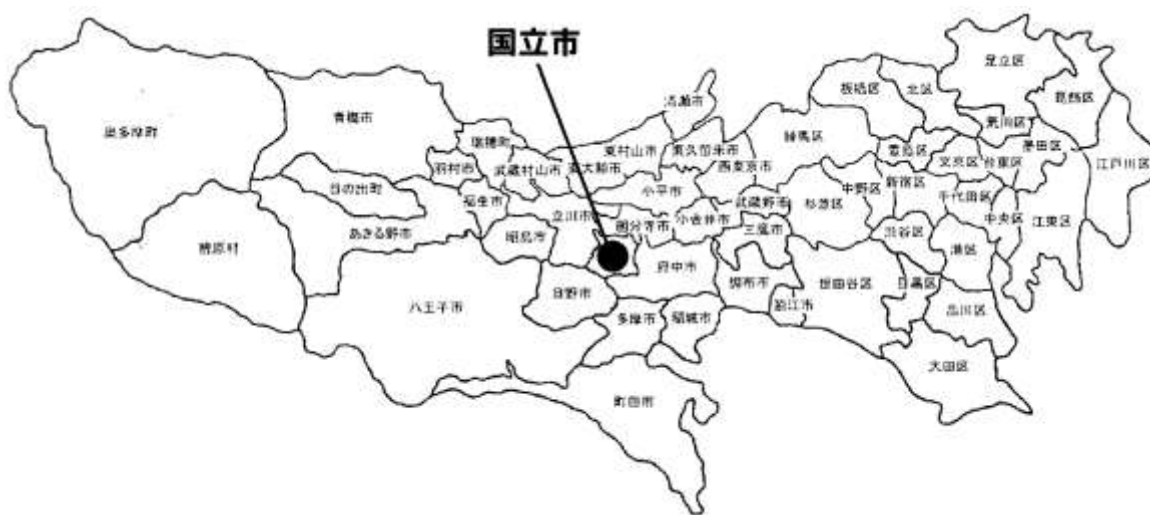 国立市
足立区
板橋区
北区
葛飾区
清瀬市
荒川区
練馬区
青梅市
奥多摩町
瑞穂町
東村山市
東久留米市
豊島区
文京区
台東区
墨田区
江戸川区
羽村市
武蔵村山市
東大和市
西東京市
小平市
中野区
新宿区
日の出町
福生市
武蔵野市
杉並区
千代田区
立川市
国分寺市
小金井市
中央区
江東区
あきる野市
昭島市
三鷹市
渋谷区
港区
檜原村
府中市
調布市
世田谷区
目黒区
日野市
狛江市
八王子市
多摩市
稲城市
品川区
大田区
町田市